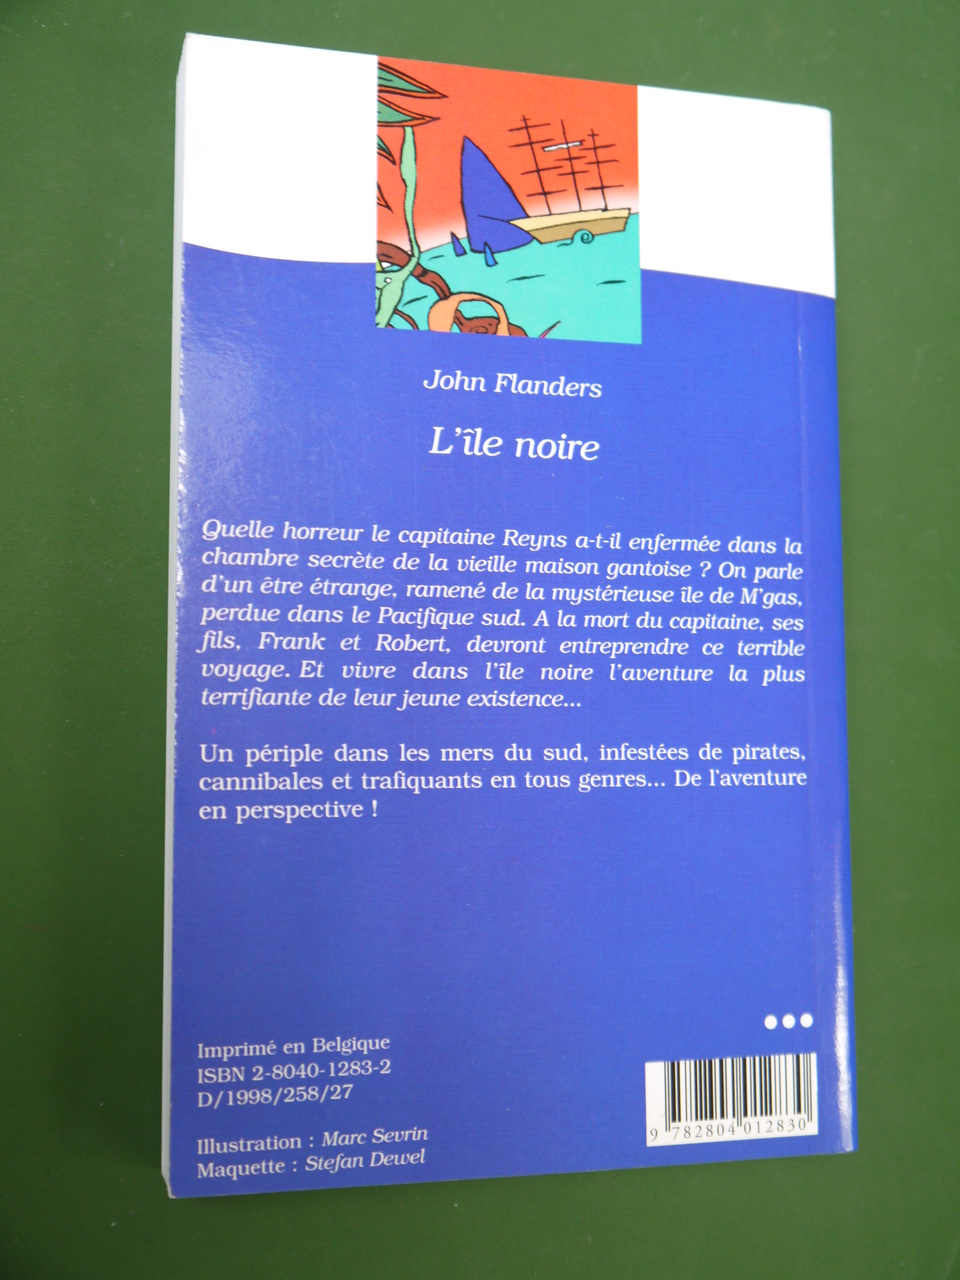 John Flanders
L'île noire
Quelle horreur le capitaine Reyns a-t-il enfermée dans la
chambre secrète de la vieille maison gantoise ? On parle
d'un être étrange, ramené de la mystérieuse île de M'gas,
perdue dans le Pacifique sud. A la mort du capitaine, ses
fils, Frank et Robert, devront entreprendre ce terrible
voyage. Et vivre dans l'île noire l'aventure la plus
terrifiante de leur jeune existence...
Un périple dans les mers du sud, infestées de pirates,
cannibales et trafiquants en tous genres... De l'aventure
en perspective !
Imprimé en Belgique
ISBN 2-8040-1283-2
D/1998/258/27
Illustration : Marc Sevrin
Maquette : Stefan Dewel
9 782804 012830